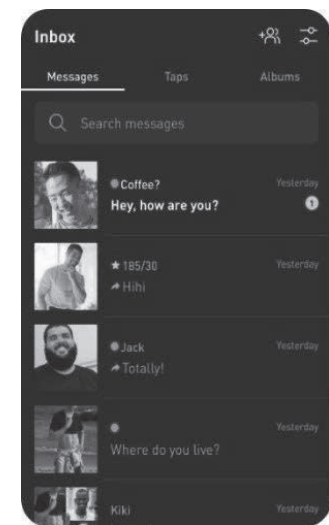 Inbox
Messages Taps Albums
Search messages
Coffee? Yesterday
Hey, how are you? 1
185/30 Yesterday
Hihi
Jack Yesterday
Totally!
Yesterday
Where do you live?
Kiki Yesterday